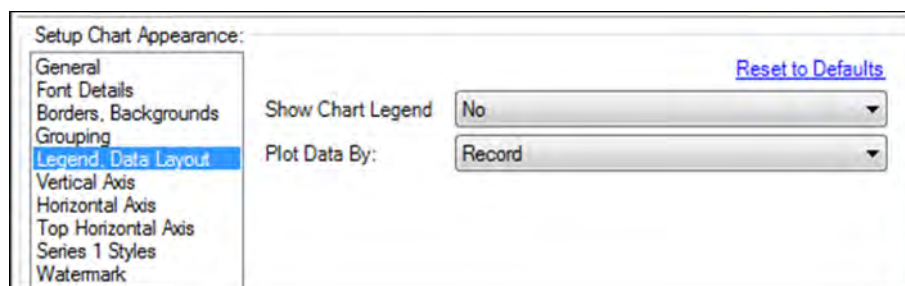 Setup Chart Appearance:
General
Font Details
Borders, Backgrounds
Grouping
Legend, Data Layout
Vertical Axis
Horizontal Axis
Top Horizontal Axis
Series 1 Styles
Watermark
Reset to Defaults
Show Chart Legend No
Plot Data By: Record